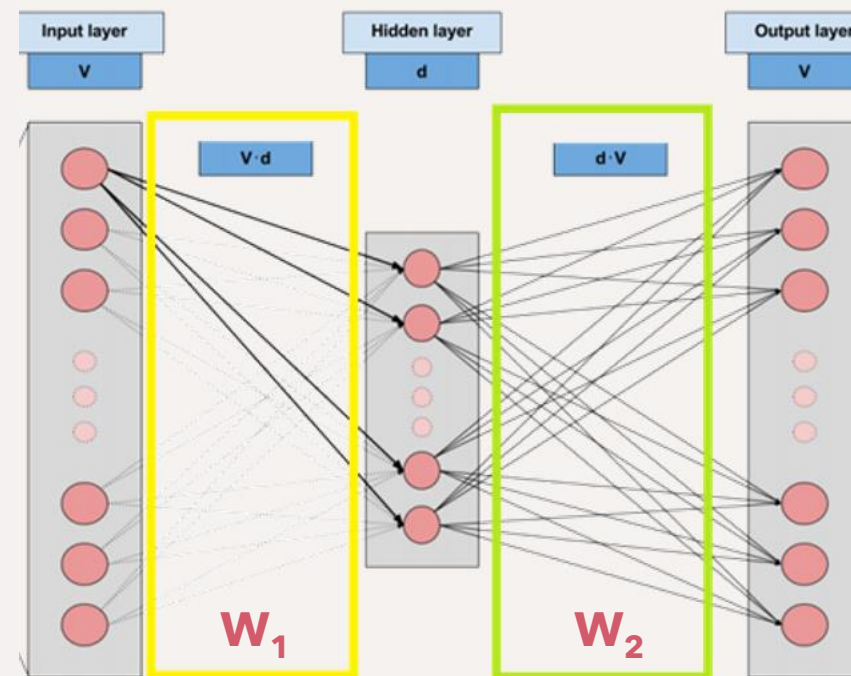 Input layer
V
Hidden layer
d
Output layer
V
V·d
d·V
W₁
W₂